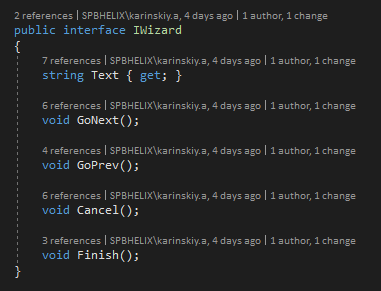 2 references | SPBHELIX\karinskiy.a, 4 days ago | 1 author, 1 change
public interface IWizard
{
7 references | SPBHELIX\karinskiy.a, 4 days ago | 1 author, 1 change
string Text { get; }
6 references | SPBHELIX\karinskiy.a, 4 days ago | 1 author, 1 change
void GoNext();
4 references | SPBHELIX\karinskiy.a, 4 days ago | 1 author, 1 change
void GoPrev();
6 references | SPBHELIX\karinskiy.a, 4 days ago | 1 author, 1 change
void Cancel();
3 references | SPBHELIX\karinskiy.a, 4 days ago | 1 author, 1 change
void Finish();
}